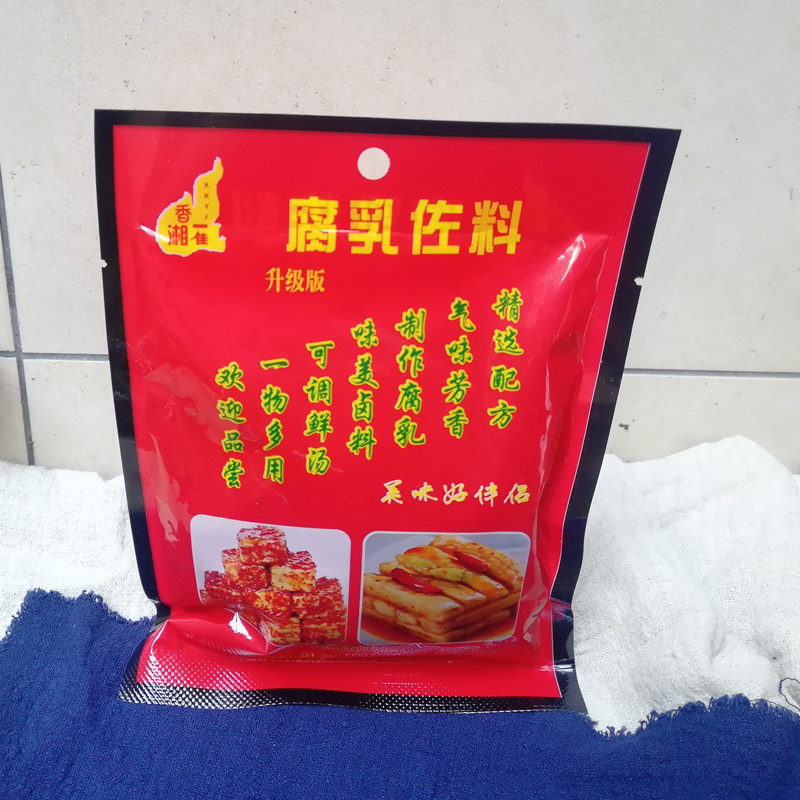 XXYJ
香
湘一雀
腐乳佐料
升级版
精选配方
气味芳香
制作腐乳
味美卤料
可调鲜汤
一物多用
欢迎品尝
美味好伴侣